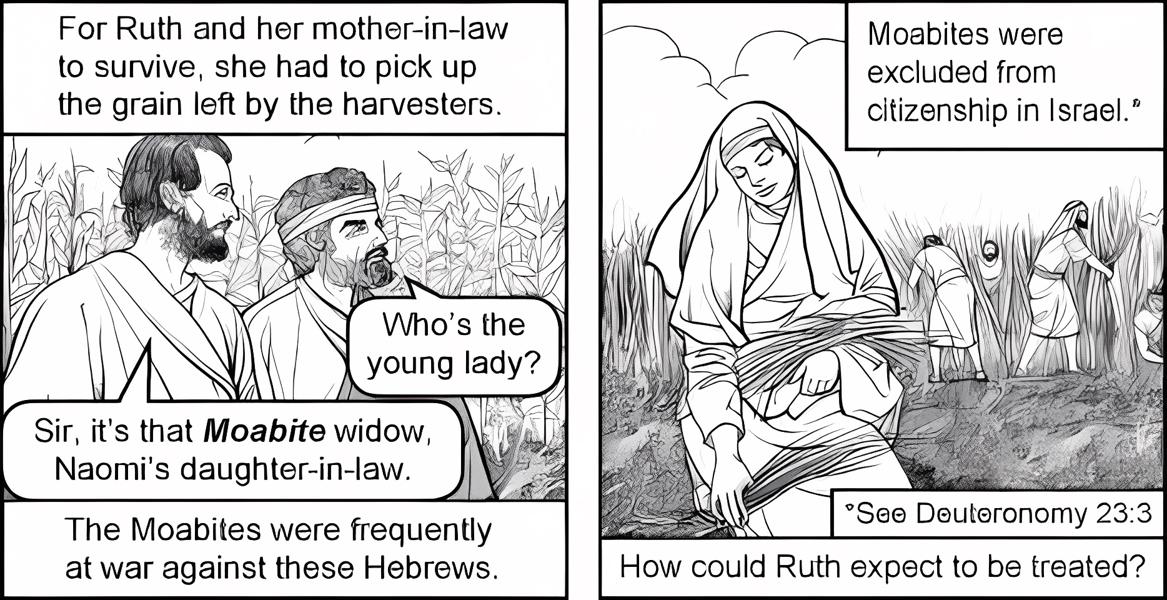 For Ruth and her mother-in-law
to survive, she had to pick up
the grain left by the harvesters.
Who's the
young lady?
Sir, it's that Moabite widow,
Naomi's daughter-in-law.
The Moabites were frequently
at war against these Hebrews.
Moabites were
excluded from
citizenship in Israel.*
*See Deuteronomy 23:3
How could Ruth expect to be treated?